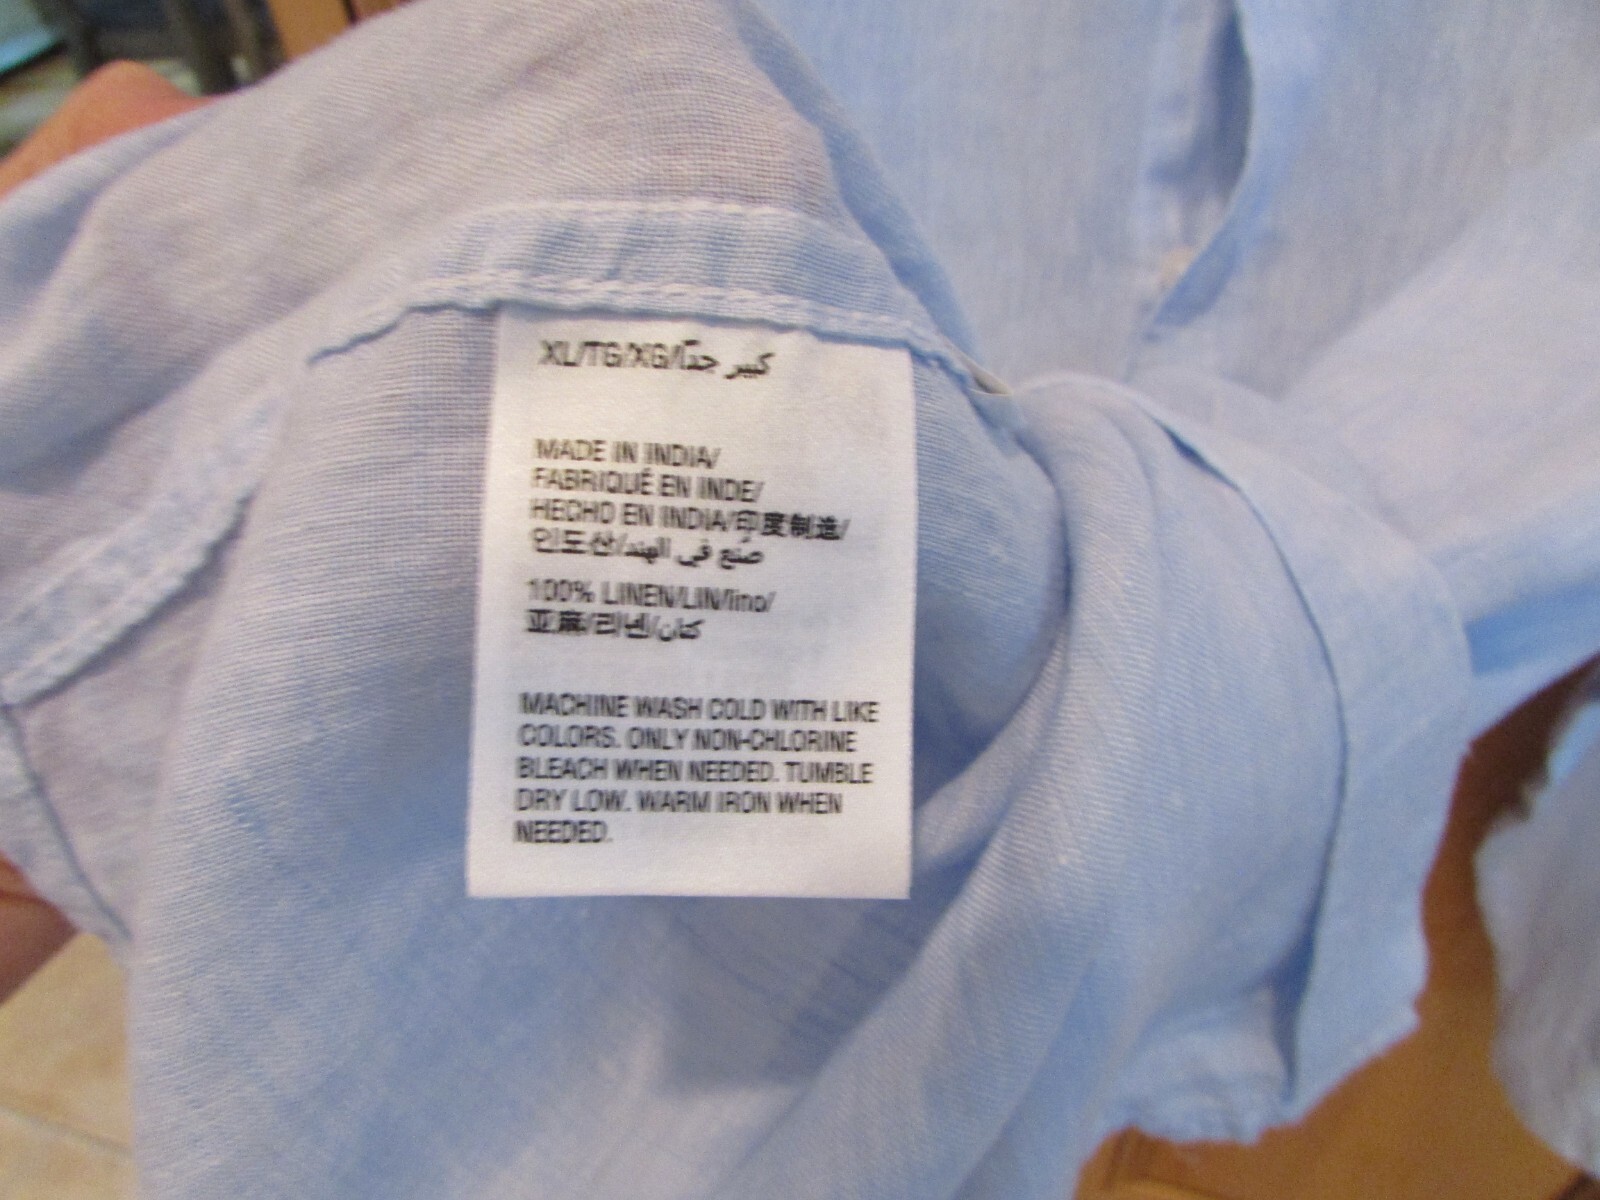 XL/TG/XG/كبير جدّاً
MADE IN INDIA/
FABRIQUÉ EN INDE/
HECHO EN INDIA/印度制造/
인도산/صُنع في الهند
100% LINEN/LIN/lino/
亚麻/리넨/كتان
MACHINE WASH COLD WITH LIKE
COLORS. ONLY NON-CHLORINE
BLEACH WHEN NEEDED. TUMBLE
DRY LOW. WARM IRON WHEN
NEEDED.